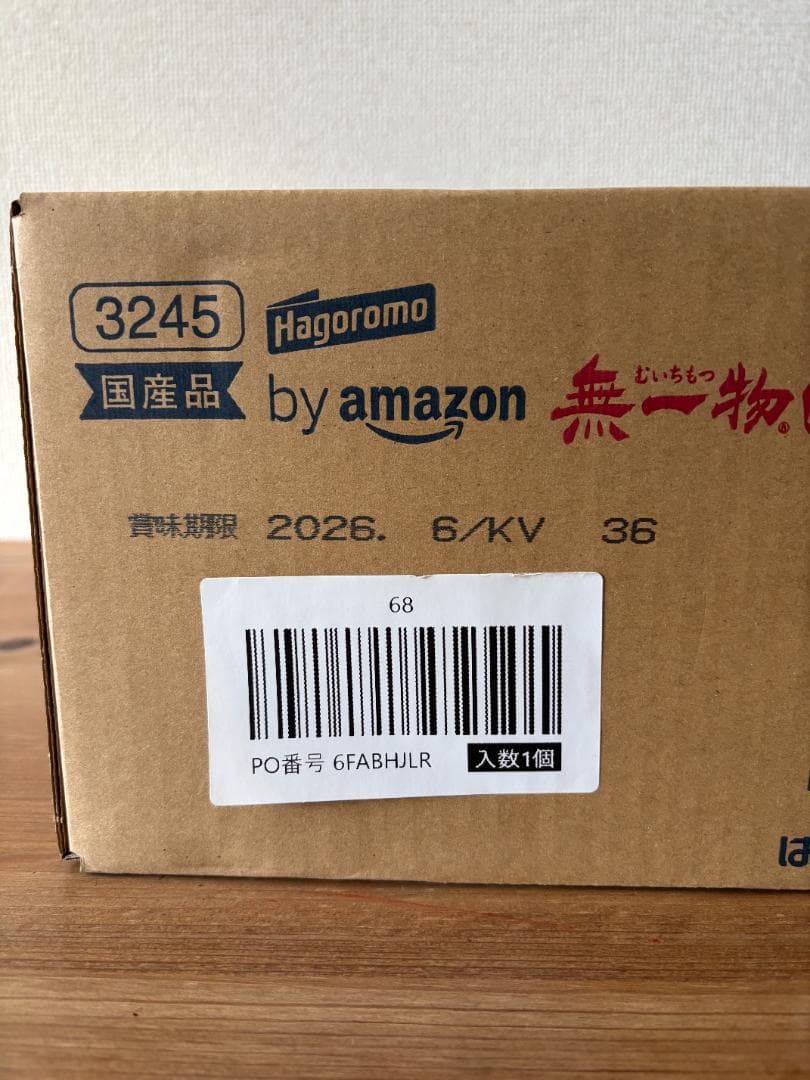 3245
Hagoromo
国産品
by amazon
むいちもつ
無一物®
賞味期限 2026. 6/KV 36
68
PO番号 6FABHJLR 入数1個
は